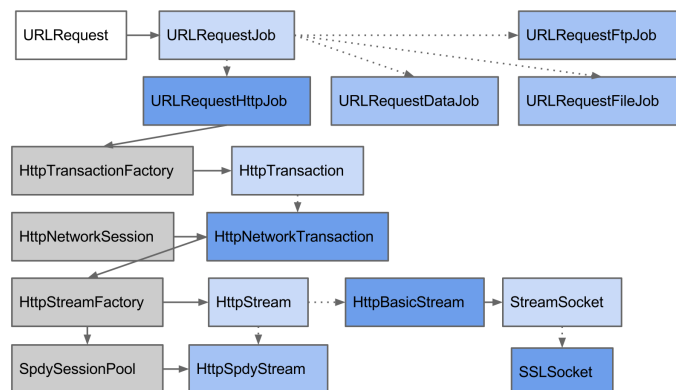 URLRequest
URLRequestJob
URLRequestFtpJob
URLRequestHttpJob
URLRequestDataJob
URLRequestFileJob
HttpTransactionFactory
HttpTransaction
HttpNetworkSession
HttpNetworkTransaction
HttpStreamFactory
HttpStream
HttpBasicStream
StreamSocket
SpdySessionPool
HttpSpdyStream
SSLSocket